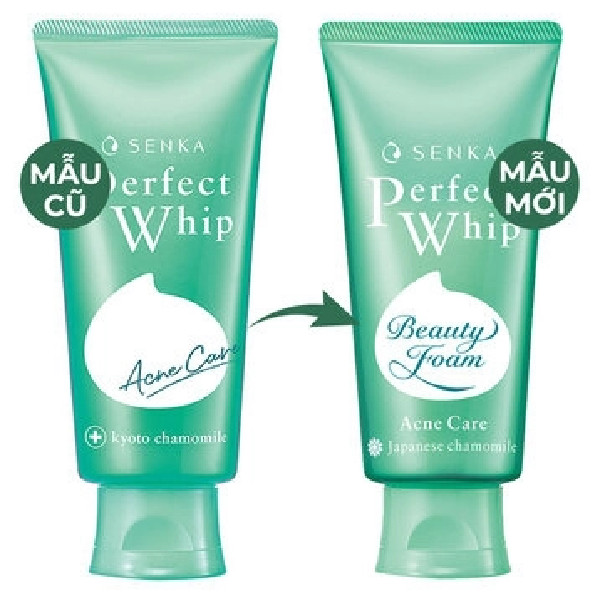 SENKA
Perfect
Whip
Acne Care
kyoto chamomile
MẪU
CŨ
SENKA
Perfect
Whip
Beauty
Foam
Acne Care
Japanese chamomile
MẪU
MỚI